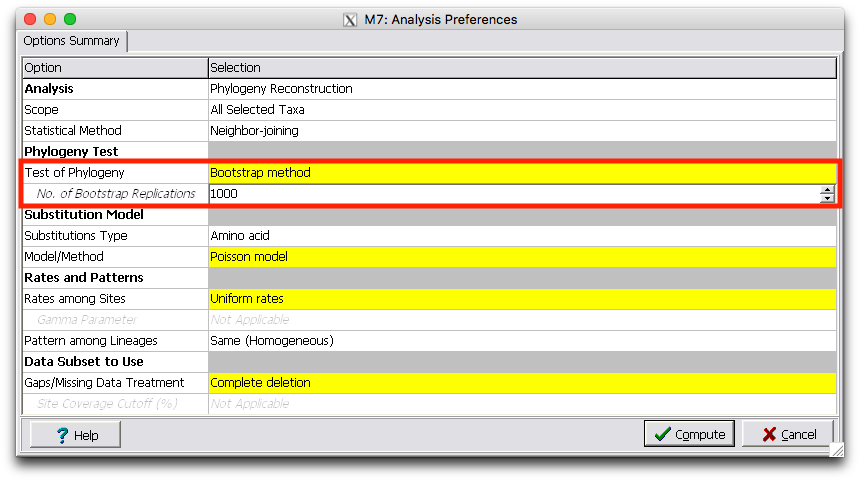 M7: Analysis Preferences
Options Summary
Option Selection
Analysis Phylogeny Reconstruction
Scope All Selected Taxa
Statistical Method Neighbor-joining
Phylogeny Test
Test of Phylogeny Bootstrap method
No. of Bootstrap Replications 1000
Substitution Model
Substitutions Type Amino acid
Model/Method Poisson model
Rates and Patterns
Rates among Sites Uniform rates
Gamma Parameter Not Applicable
Pattern among Lineages Same (Homogeneous)
Data Subset to Use
Gaps/Missing Data Treatment Complete deletion
Site Coverage Cutoff (%) Not Applicable
? Help Compute Cancel